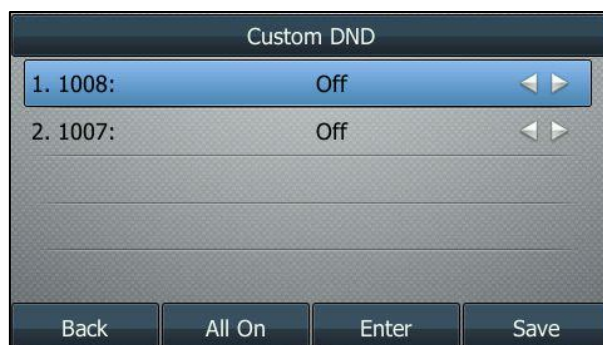 Custom DND
1. 1008: Off
2. 1007: Off
Back All On Enter Save